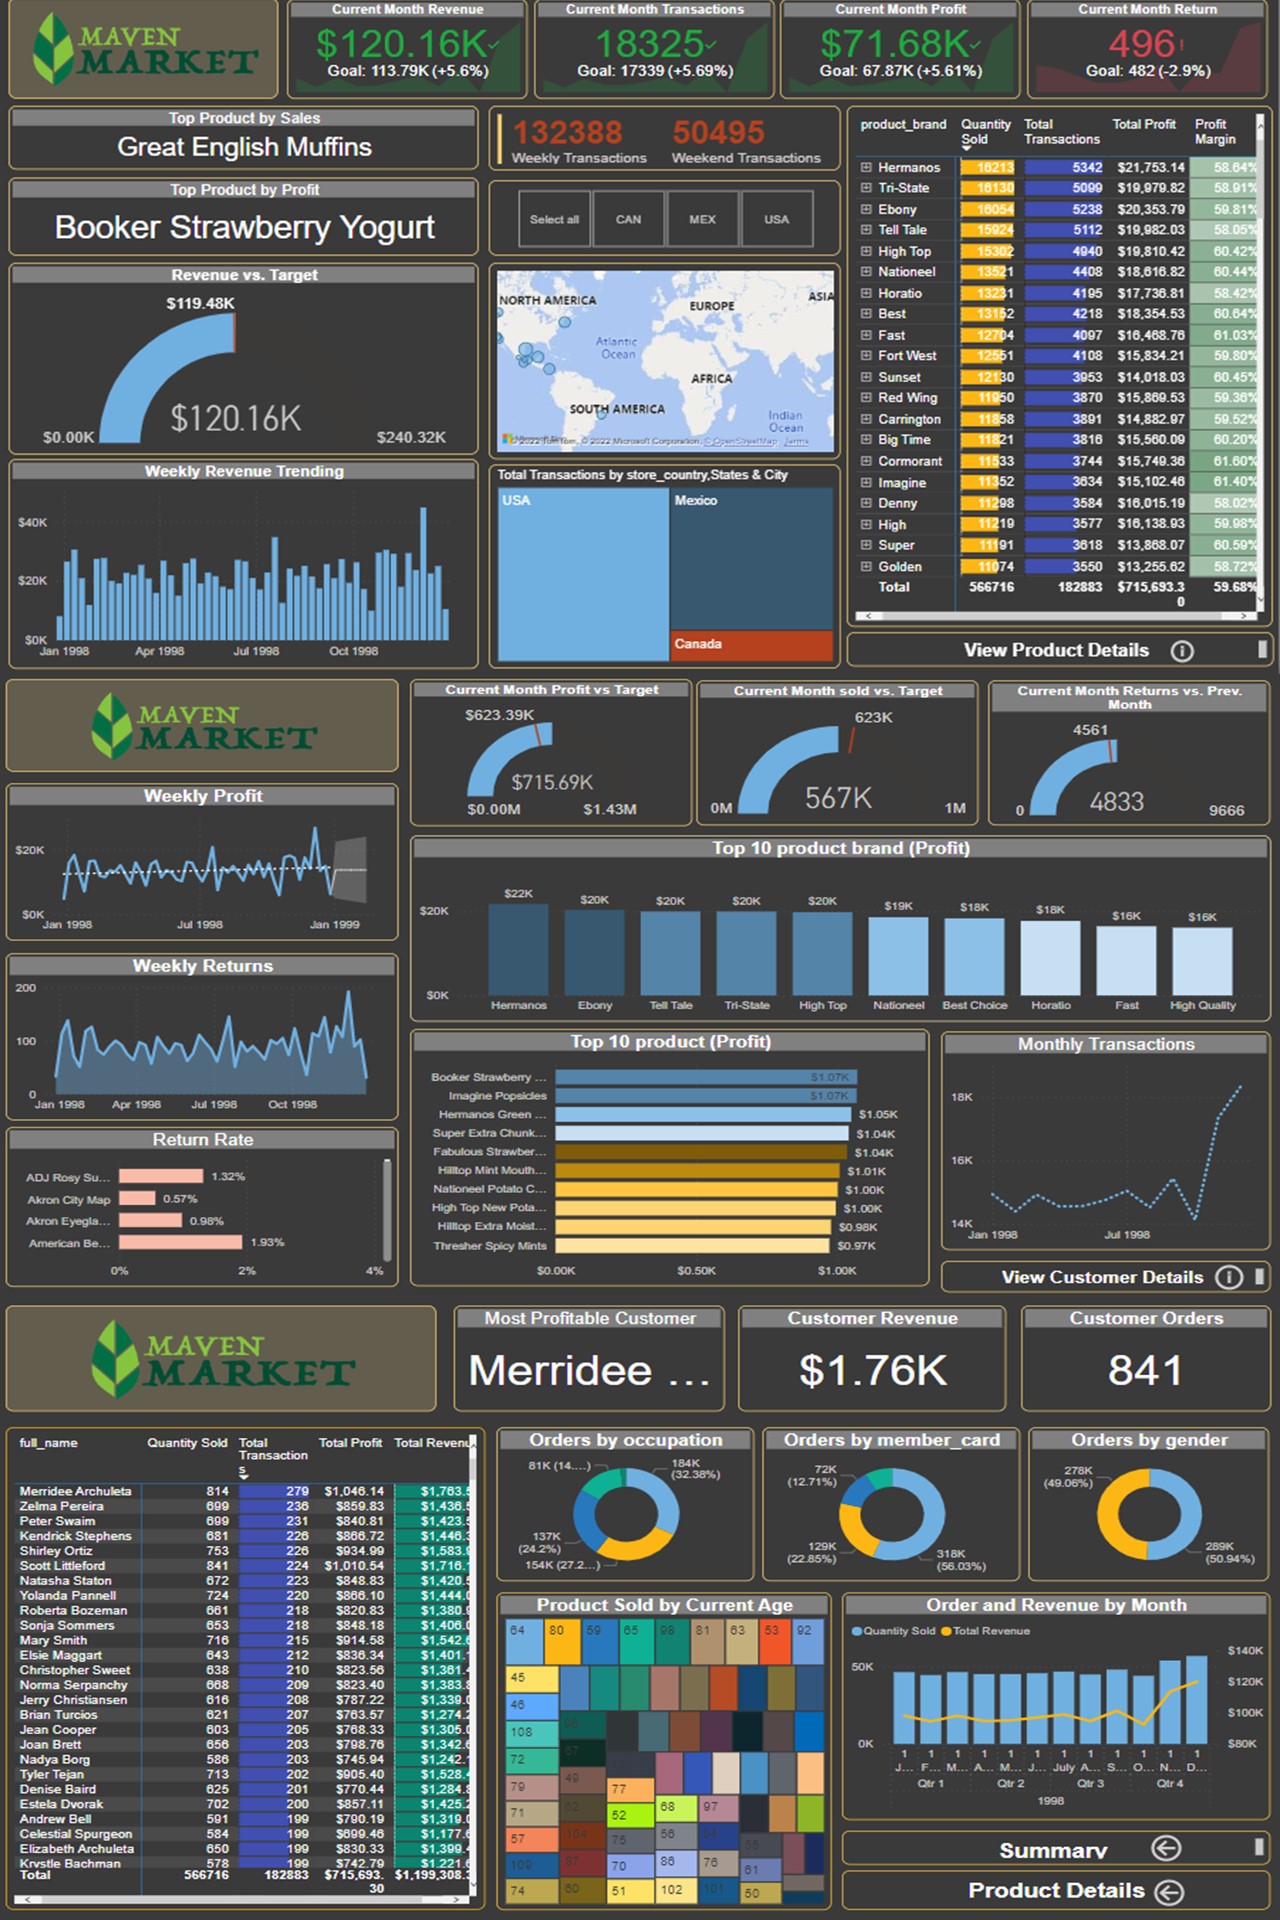 MAVEN
MARKET
Current Month Revenue
$120.16K
Goal: 113.79K (+5.6%)
Current Month Transactions
18325
Goal: 17339 (+5.69%)
Current Month Profit
$71.68K
Goal: 67.87K (+5.61%)
Current Month Return
496!
Goal: 482 (-2.9%)
Top Product by Sales
Great English Muffins
Top Product by Profit
Booker Strawberry Yogurt
132388 50495
Weekly Transactions Weekend Transactions
Select all CAN MEX USA
Revenue vs. Target
$119.48K
$120.16K
$0.00K $240.32K
NORTH AMERICA
EUROPE
ASIA
Atlantic
Ocean
AFRICA
SOUTH AMERICA
Indian
Ocean
© 2022 TomTom, © 2022 Microsoft Corporation, © OpenStreetMap Terms
Weekly Revenue Trending
$40K
$20K
$0K
Jan 1998 Apr 1998 Jul 1998 Oct 1998
Total Transactions by store_country,States & City
USA
Mexico
Canada
product_brand Quantity Sold Total Transactions Total Profit Profit Margin
Hermanos 16213 5342 $21,753.14 58.64%
Tri-State 16130 5099 $19,979.82 58.91%
Ebony 16054 5238 $20,353.79 59.81%
Tell Tale 15924 5112 $19,982.03 58.05%
High Top 15302 4940 $19,810.42 60.42%
Nationeel 13521 4408 $18,616.82 60.44%
Horatio 13231 4195 $17,736.81 58.42%
Best 13152 4218 $18,354.53 60.64%
Fast 12704 4097 $16,468.76 61.03%
Fort West 12551 4108 $15,834.21 59.80%
Sunset 12130 3953 $14,018.03 60.45%
Red Wing 11950 3870 $15,869.53 59.36%
Carrington 11858 3891 $14,882.97 59.52%
Big Time 11821 3816 $15,560.09 60.20%
Cormorant 11533 3744 $15,749.36 61.60%
Imagine 11352 3634 $15,102.46 61.40%
Denny 11298 3584 $16,015.19 58.02%
High 11219 3577 $16,138.93 59.98%
Super 11191 3618 $13,868.07 60.59%
Golden 11074 3550 $13,255.62 58.72%
Total 566716 182883 $715,693.30 59.68%
View Product Details
MAVEN
MARKET
Current Month Profit vs Target
$623.39K
$715.69K
$0.00M $1.43M
Current Month sold vs. Target
623K
567K
0M 1M
Current Month Returns vs. Prev.
Month
4561
4833
0 9666
Weekly Profit
$20K
$0K
Jan 1998 Jul 1998 Jan 1999
Top 10 product brand (Profit)
$20K
$0K
$22K $20K $20K $20K $20K $19K $18K $18K $16K $16K
Hermanos Ebony Tell Tale Tri-State High Top Nationeel Best Choice Horatio Fast High Quality
Weekly Returns
200
100
0
Jan 1998 Apr 1998 Jul 1998 Oct 1998
Return Rate
ADJ Rosy Su... 1.32%
Akron City Map 0.57%
Akron Eyegla... 0.98%
American Be... 1.93%
0% 2% 4%
Top 10 product (Profit)
Booker Strawberry ... $1.07K
Imagine Popsicles $1.07K
Hermanos Green ... $1.05K
Super Extra Chunk... $1.04K
Fabulous Strawber... $1.04K
Hilltop Mint Mouth... $1.01K
Nationeel Potato C... $1.00K
High Top New Pota... $1.00K
Hilltop Extra Moist... $0.98K
Thresher Spicy Mints $0.97K
$0.00K $0.50K $1.00K
Monthly Transactions
18K
16K
14K
Jan 1998 Jul 1998
View Customer Details
MAVEN
MARKET
Most Profitable Customer
Merridee ...
Customer Revenue
$1.76K
Customer Orders
841
full_name Quantity Sold Total Transactions Total Profit Total Revenu
Merridee Archuleta 814 279 $1,046.14 $1,763.5
Zelma Pereira 699 236 $859.83 $1,436.5
Peter Swaim 699 231 $840.81 $1,423.5
Kendrick Stephens 681 226 $866.72 $1,446.3
Shirley Ortiz 753 226 $934.99 $1,583.9
Scott Littleford 841 224 $1,010.54 $1,716.
Natasha Staton 672 223 $848.83 $1,420.5
Yolanda Pannell 724 220 $866.10 $1,444.0
Roberta Bozeman 661 218 $820.83 $1,380.9
Sonja Sommers 653 218 $848.18 $1,406.0
Mary Smith 716 215 $914.58 $1,542.6
Elsie Maggart 643 212 $836.34 $1,401.
Christopher Sweet 638 210 $823.56 $1,361.4
Norma Serpanchy 668 209 $823.40 $1,383.8
Jerry Christiansen 616 208 $787.22 $1,339.0
Brian Turcios 621 207 $763.57 $1,274.2
Jean Cooper 603 205 $768.33 $1,305.0
Joan Brett 656 203 $798.76 $1,342.6
Nadya Borg 586 203 $745.94 $1,242.
Tyler Tejan 713 202 $905.40 $1,528.4
Denise Baird 625 201 $770.44 $1,284.8
Estela Dvorak 702 200 $857.11 $1,425.2
Andrew Bell 591 199 $790.19 $1,319.0
Celestial Spurgeon 584 199 $699.46 $1,177.6
Elizabeth Archuleta 650 199 $830.33 $1,399.4
Krystle Bachman 578 199 $742.79 $1,221.6
Total 566716 182883 $715,693.30 $1,199,308.
Orders by occupation
81K (14....) 184K
(32.38%)
137K
(24.2%)
154K (27.2...)
Orders by member_card
72K
(12.71%)
129K
(22.85%)
318K
(56.03%)
Orders by gender
278K
(49.06%)
289K
(50.94%)
Product Sold by Current Age
64 80 59 65 98 81 63 53 92
45
46
108
72
79 49 77
71 62 52 68 97
57 104 75 56
109 87 70 86 76 61
74 60 51 102 101 50
Order and Revenue by Month
Quantity Sold Total Revenue
50K
0K
$140K
$120K
$100K
$80K
1 1 1 1 1 1 1 1 1 1 1 1
J... F... M... A... M... J... July A... S... O... N... D...
Qtr 1 Qtr 2 Qtr 3 Qtr 4
1998
Summary
Product Details